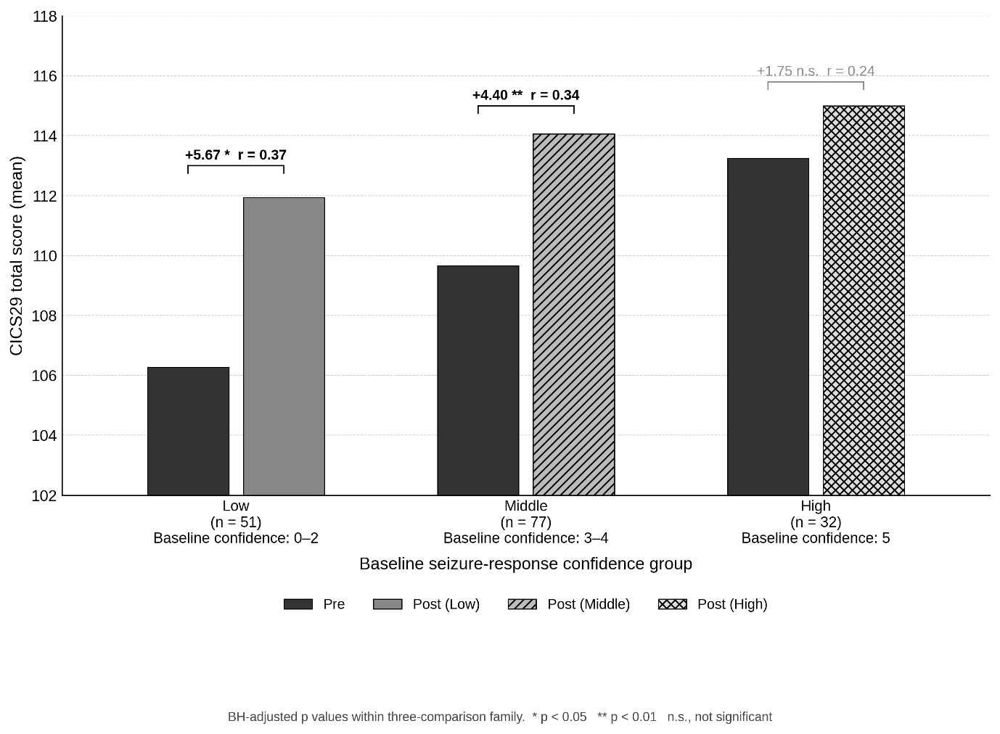 118
116
114
112
110
108
106
104
102
CICS29 total score (mean)
+5.67 *  r = 0.37
+4.40 **  r = 0.34
+1.75 n.s.  r = 0.24
Low
(n = 51)
Baseline confidence: 0–2
Middle
(n = 77)
Baseline confidence: 3–4
High
(n = 32)
Baseline confidence: 5
Baseline seizure-response confidence group
Pre
Post (Low)
Post (Middle)
Post (High)
BH-adjusted p values within three-comparison family.  * p < 0.05   ** p < 0.01   n.s., not significant